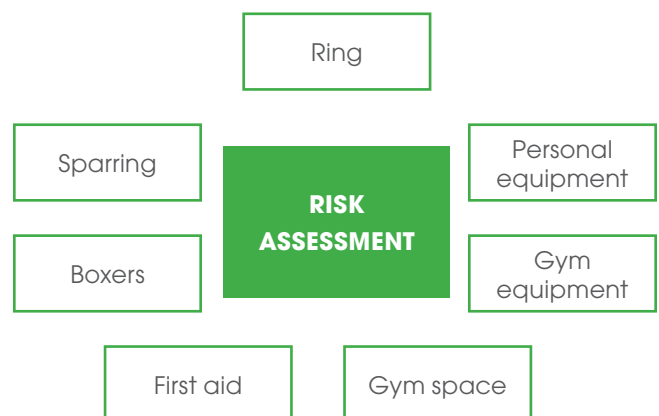 Ring
Sparring
Personal
equipment
RISK
ASSESSMENT
Boxers
Gym
equipment
First aid
Gym space